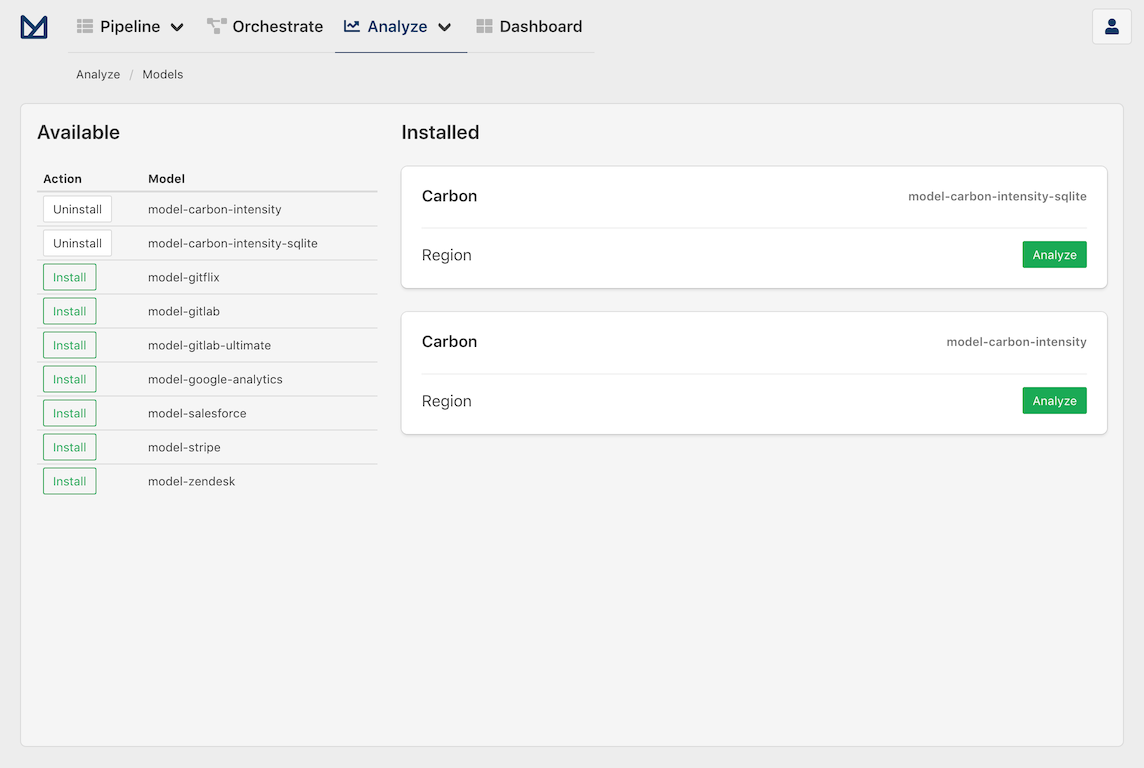 Pipeline Orchestrate Analyze Dashboard
Analyze / Models
Available
Action Model
Uninstall model-carbon-intensity
Uninstall model-carbon-intensity-sqlite
Install model-gitflix
Install model-gitlab
Install model-gitlab-ultimate
Install model-google-analytics
Install model-salesforce
Install model-stripe
Install model-zendesk
Installed
Carbon model-carbon-intensity-sqlite
Region Analyze
Carbon model-carbon-intensity
Region Analyze